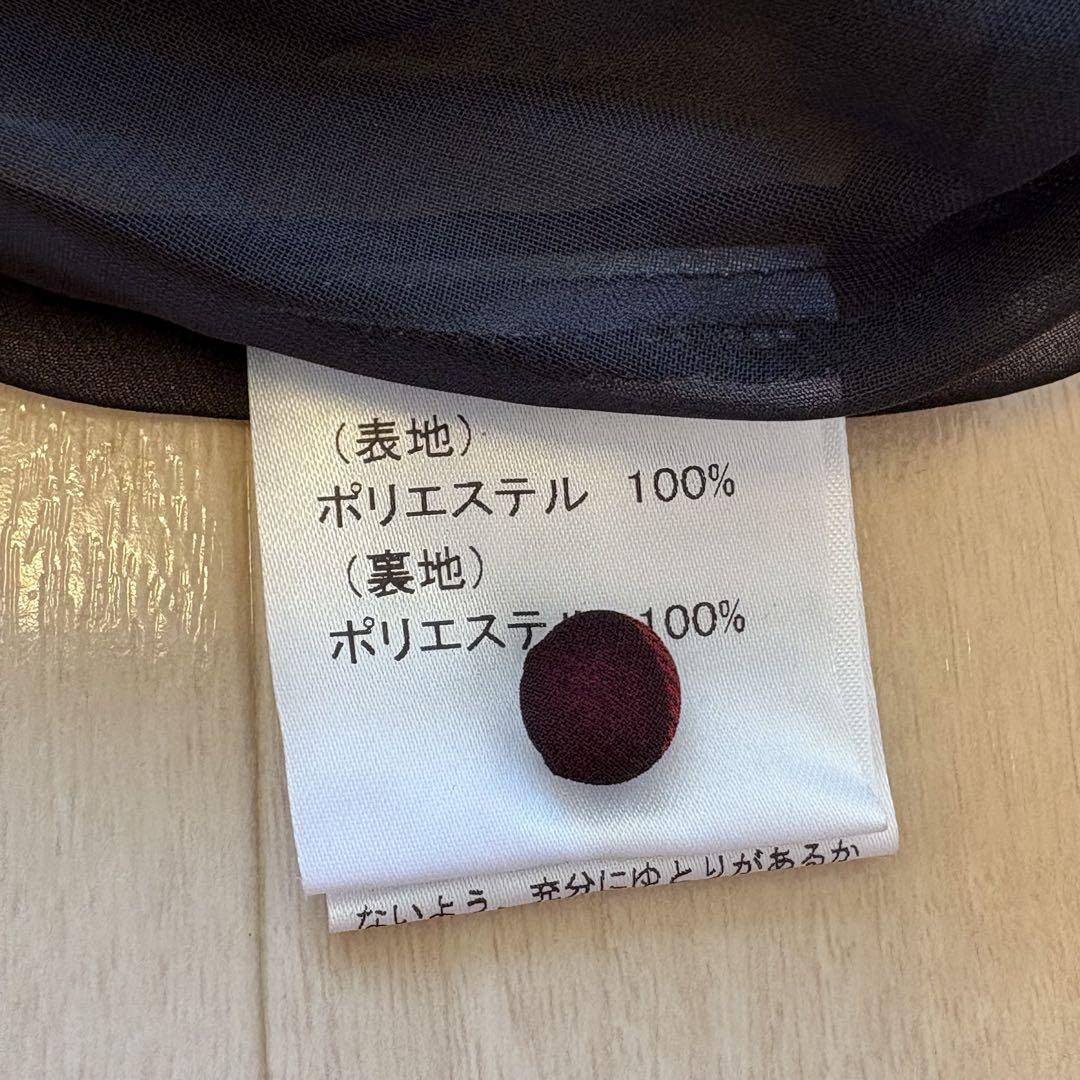 (表地)
ポリエステル 100%
(裏地)
ポリエステル 100%
ないよう、充分にゆとりがあるか